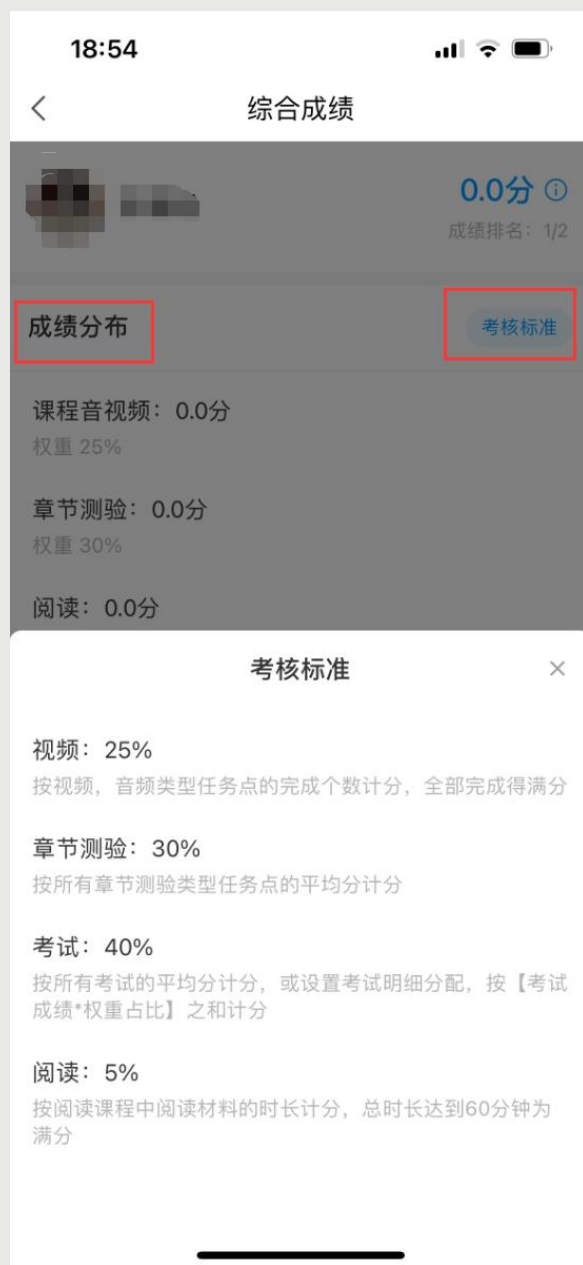 18:54
综合成绩
0.0分
成绩排名：1/2
成绩分布
考核标准
课程音视频：0.0分
权重 25%
章节测验：0.0分
权重 30%
阅读：0.0分
考核标准
视频：25%
按视频，音频类型任务点的完成个数计分，全部完成得满分
章节测验：30%
按所有章节测验类型任务点的平均分计分
考试：40%
按所有考试的平均分计分，或设置考试明细分配，按【考试
成绩*权重占比】之和计分
阅读：5%
按阅读课程中阅读材料的时长计分，总时长达到60分钟为
满分